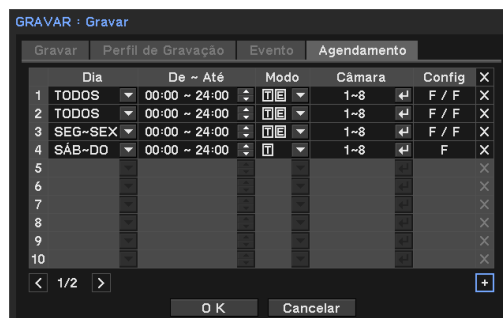 GRAVAR : Gravar
Gravar Perfil de Gravação Evento Agendamento
Dia De ~ Até Modo Câmara Config X
1 TODOS 00:00 ~ 24:00 T E 1~8 F / F
2 TODOS 00:00 ~ 24:00 T E 1~8 F / F X
3 SEG~SEX 00:00 ~ 24:00 T E 1~8 F / F X
4 SÁB~DO 00:00 ~ 24:00 T 1~8 F X
5 X
6 X
7 X
8 X
9 X
10 X
< 1/2 > +
OK Cancelar